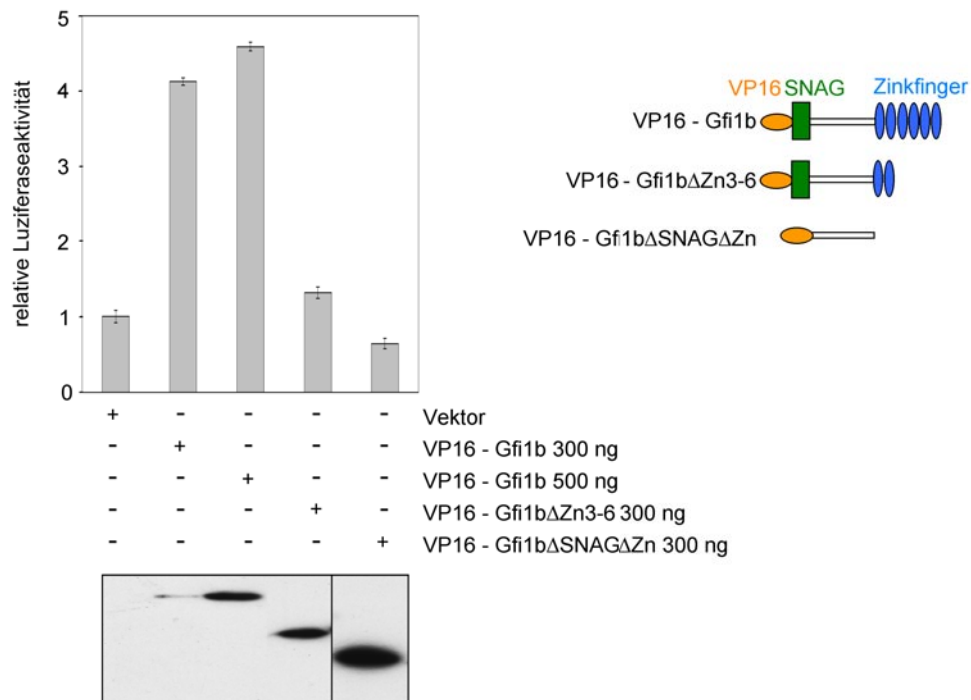 relative Luziferaseaktivität
5
4
3
2
1
0
+ - - - - Vektor
- + - - - VP16 - Gfi1b 300 ng
- - + - - VP16 - Gfi1b 500 ng
- - - + - VP16 - Gfi1bΔZn3-6 300 ng
- - - - + VP16 - Gfi1bΔSNAGΔZn 300 ng
VP16 SNAG Zinkfinger
VP16 - Gfi1b
VP16 - Gfi1bΔZn3-6
VP16 - Gfi1bΔSNAGΔZn